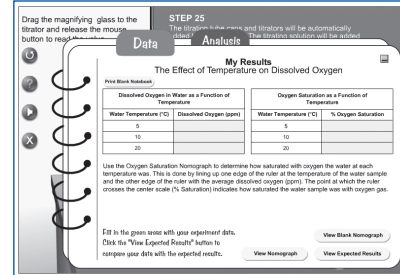 Drag the magnifying glass to the
titrator and release the mouse
button to read the value.
STEP 25
The titration tube caps and titrators will be automatically
The titrating solution will be added
Data
Analysis
My Results
The Effect of Temperature on Dissolved Oxygen
Print Blank Notebook
Dissolved Oxygen in Water as a Function of
Temperature
Water Temperature (°C) Dissolved Oxygen (ppm)
5
10
20
Oxygen Saturation as a Function of
Temperature
Water Temperature (°C) % Oxygen Saturation
5
10
20
Use the Oxygen Saturation Nomograph to determine how saturated with oxygen the water at each
temperature was. This is done by lining up one edge of the ruler at the temperature of the water sample
and the other edge of the ruler with the average dissolved oxygen (ppm). The point at which the ruler
crosses the center scale (% Saturation) indicates how saturated the water sample was with oxygen gas.
Fill in the green areas with your experiment data.
Click the "View Expected Results" button to
compare your data with the expected results.
View Blank Nomograph
View Nomograph
View Expected Results